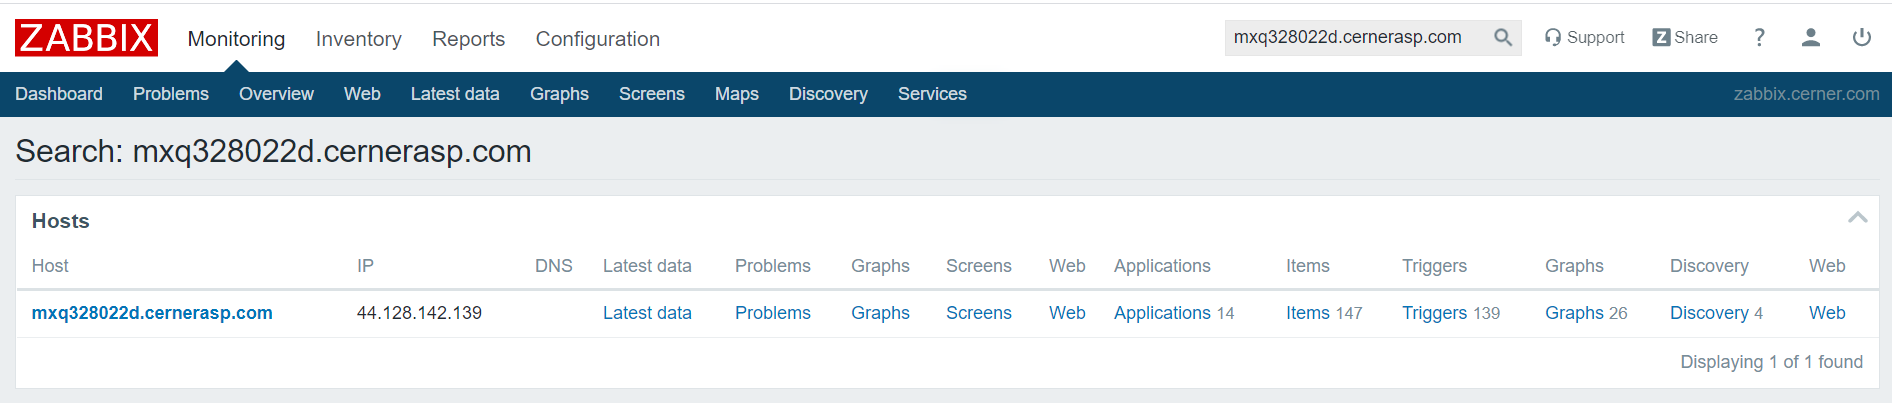 ZABBIX Monitoring Inventory Reports Configuration mxq328022d.cernerasp.com Support Z Share ?
Dashboard Problems Overview Web Latest data Graphs Screens Maps Discovery Services zabbix.cerner.com
Search: mxq328022d.cernerasp.com
Hosts
Host IP DNS Latest data Problems Graphs Screens Web Applications Items Triggers Graphs Discovery Web
mxq328022d.cernerasp.com 44.128.142.139 Latest data Problems Graphs Screens Web Applications 14 Items 147 Triggers 139 Graphs 26 Discovery 4 Web
Displaying 1 of 1 found